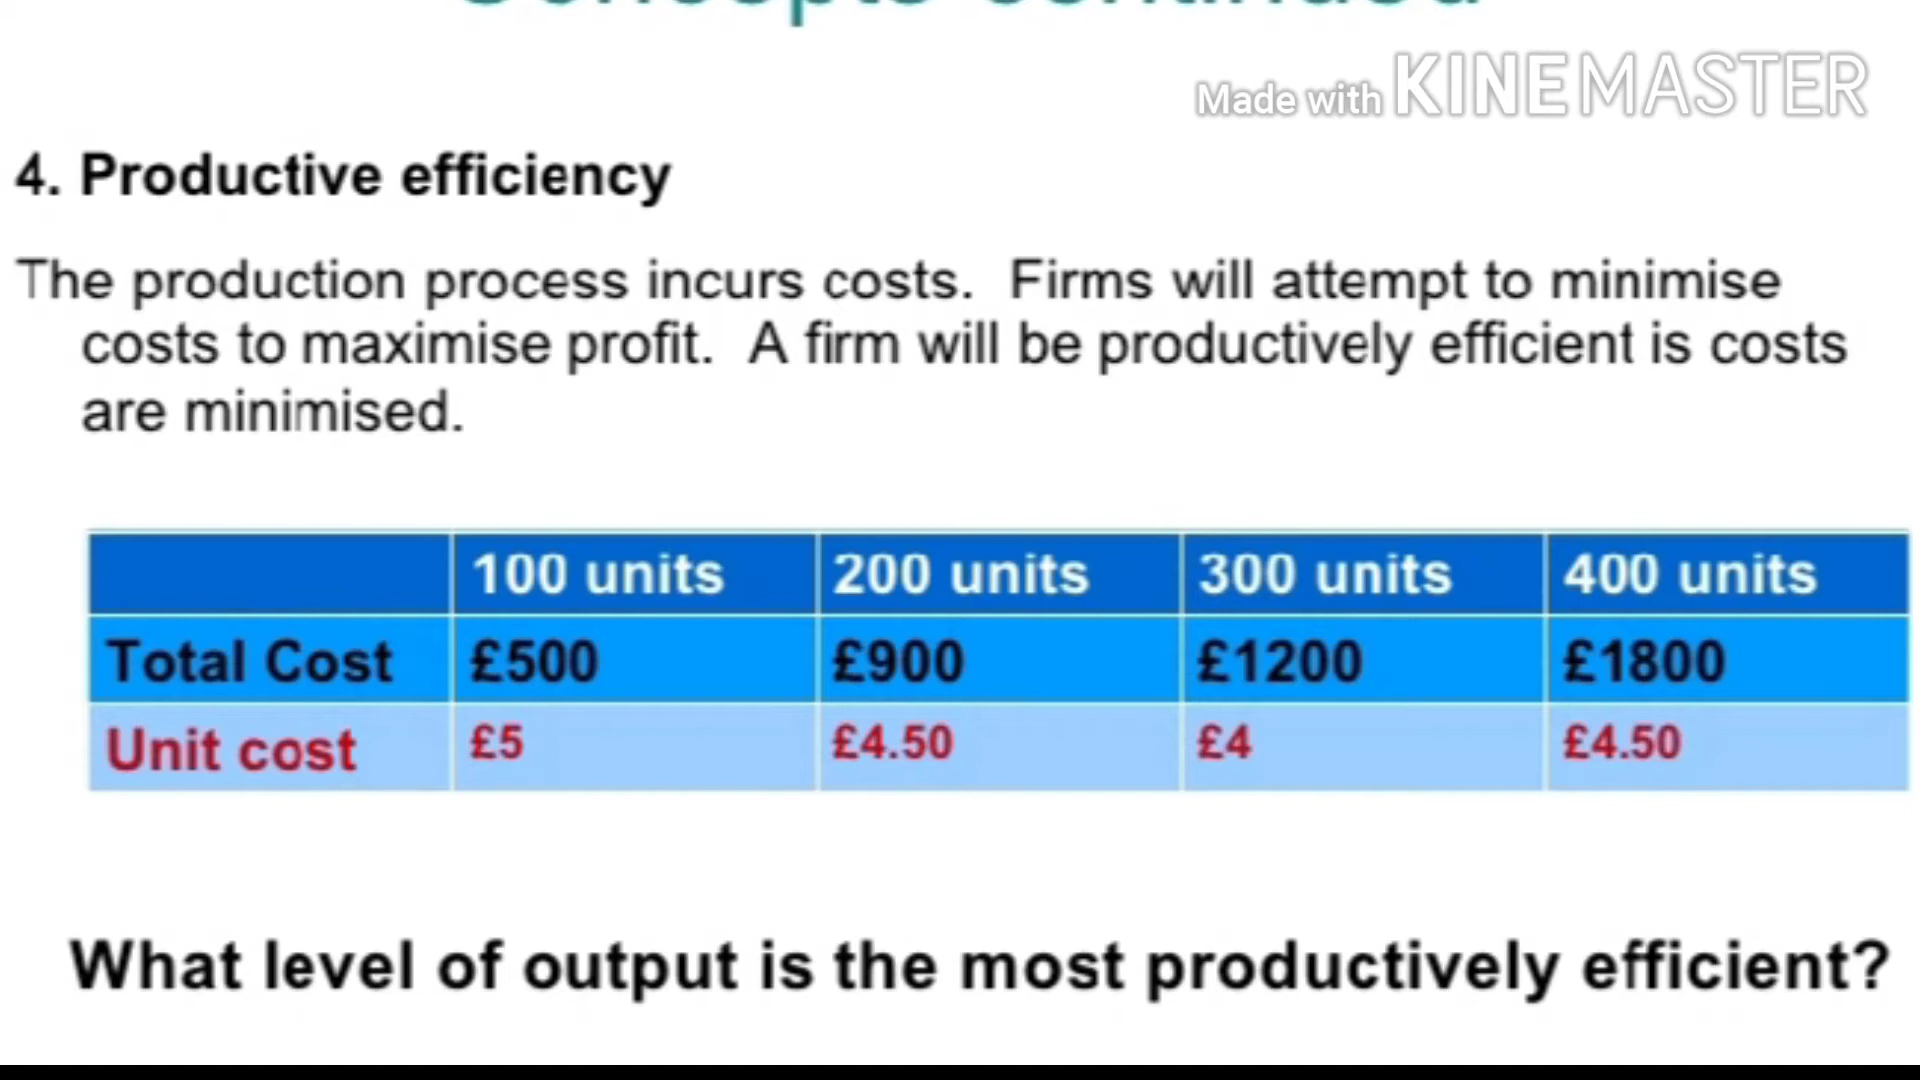 Concepts continued
Made with KINEMASTER
4. Productive efficiency
The production process incurs costs. Firms will attempt to minimise
costs to maximise profit. A firm will be productively efficient is costs
are minimised.
100 units 200 units 300 units 400 units
Total Cost £500 £900 £1200 £1800
Unit cost £5 £4.50 £4 £4.50
What level of output is the most productively efficient?